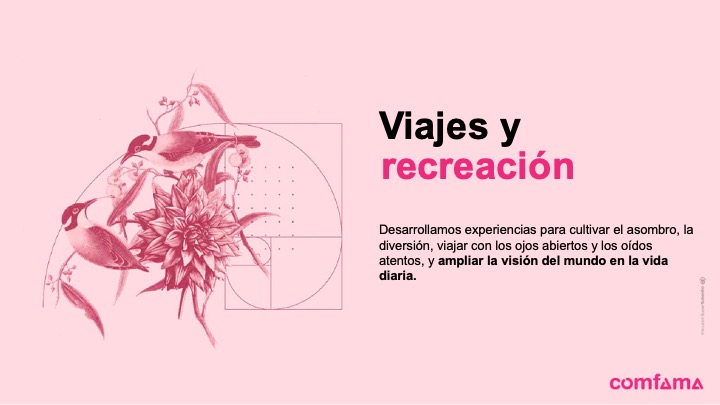 Viajes y
recreación
Desarrollamos experiencias para cultivar el asombro, la
diversión, viajar con los ojos abiertos y los oídos
atentos, y ampliar la visión del mundo en la vida
diaria.
comfama